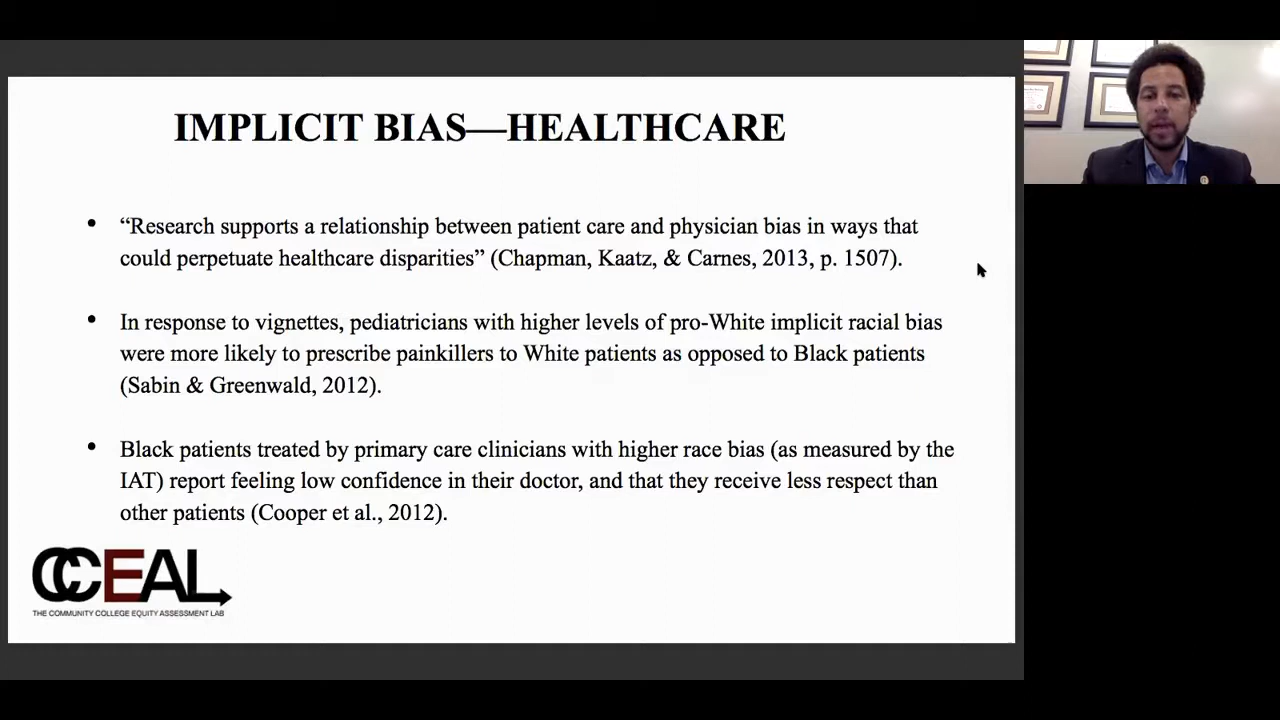 IMPLICIT BIAS—HEALTHCARE
• “Research supports a relationship between patient care and physician bias in ways that
could perpetuate healthcare disparities” (Chapman, Kaatz, & Carnes, 2013, p. 1507).
• In response to vignettes, pediatricians with higher levels of pro-White implicit racial bias
were more likely to prescribe painkillers to White patients as opposed to Black patients
(Sabin & Greenwald, 2012).
• Black patients treated by primary care clinicians with higher race bias (as measured by the
IAT) report feeling low confidence in their doctor, and that they receive less respect than
other patients (Cooper et al., 2012).
CCEAL
THE COMMUNITY COLLEGE EQUITY ASSESSMENT LAB